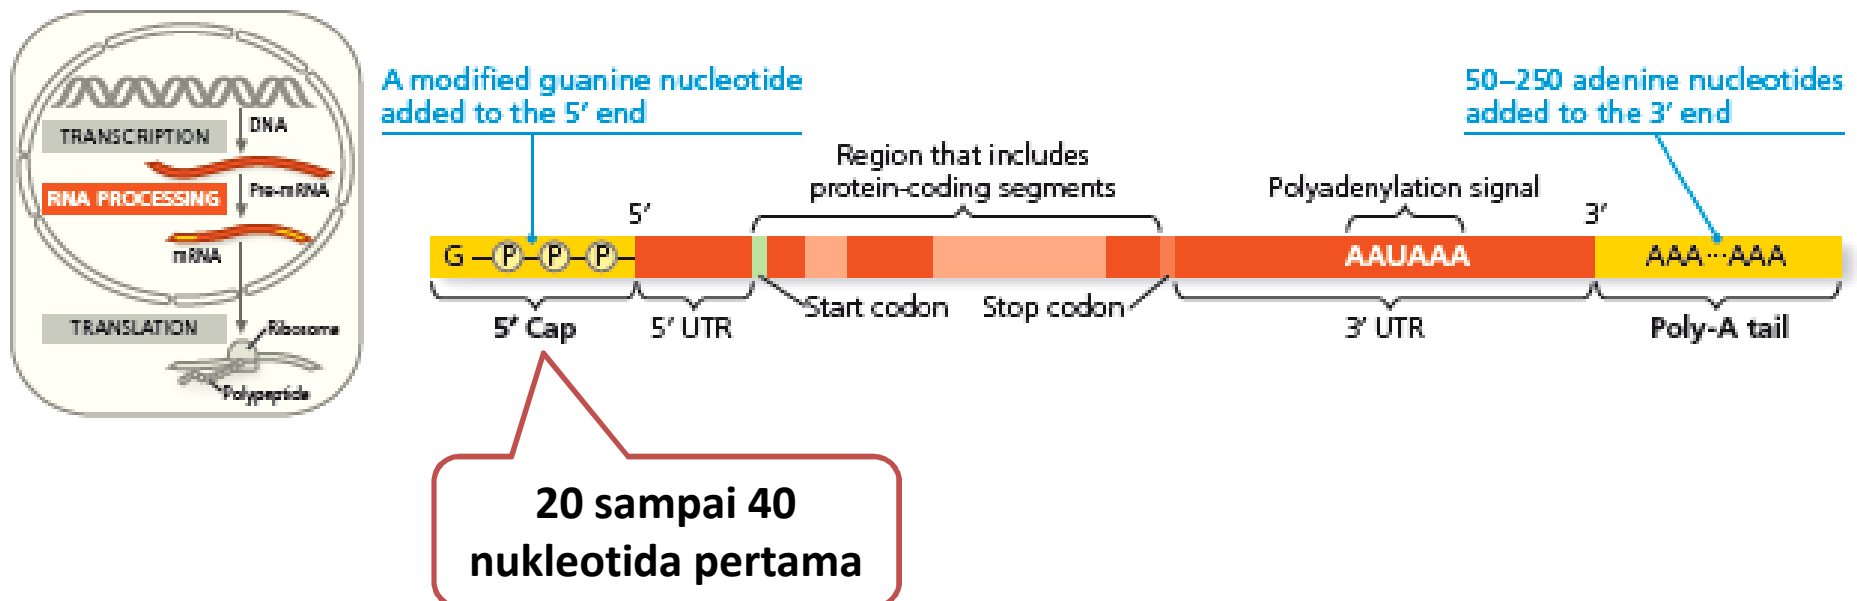 TRANSCRIPTION
DNA
RNA PROCESSING
Pre-mRNA
mRNA
TRANSLATION
Ribosome
Polypeptide
A modified guanine nucleotide
added to the 5′ end
50–250 adenine nucleotides
added to the 3′ end
Region that includes
protein-coding segments
Polyadenylation signal
5′
3′
G P P P
AAUAAA
AAA···AAA
Start codon
Stop codon
5′ Cap
5′ UTR
3′ UTR
Poly-A tail
20 sampai 40
nukleotida pertama